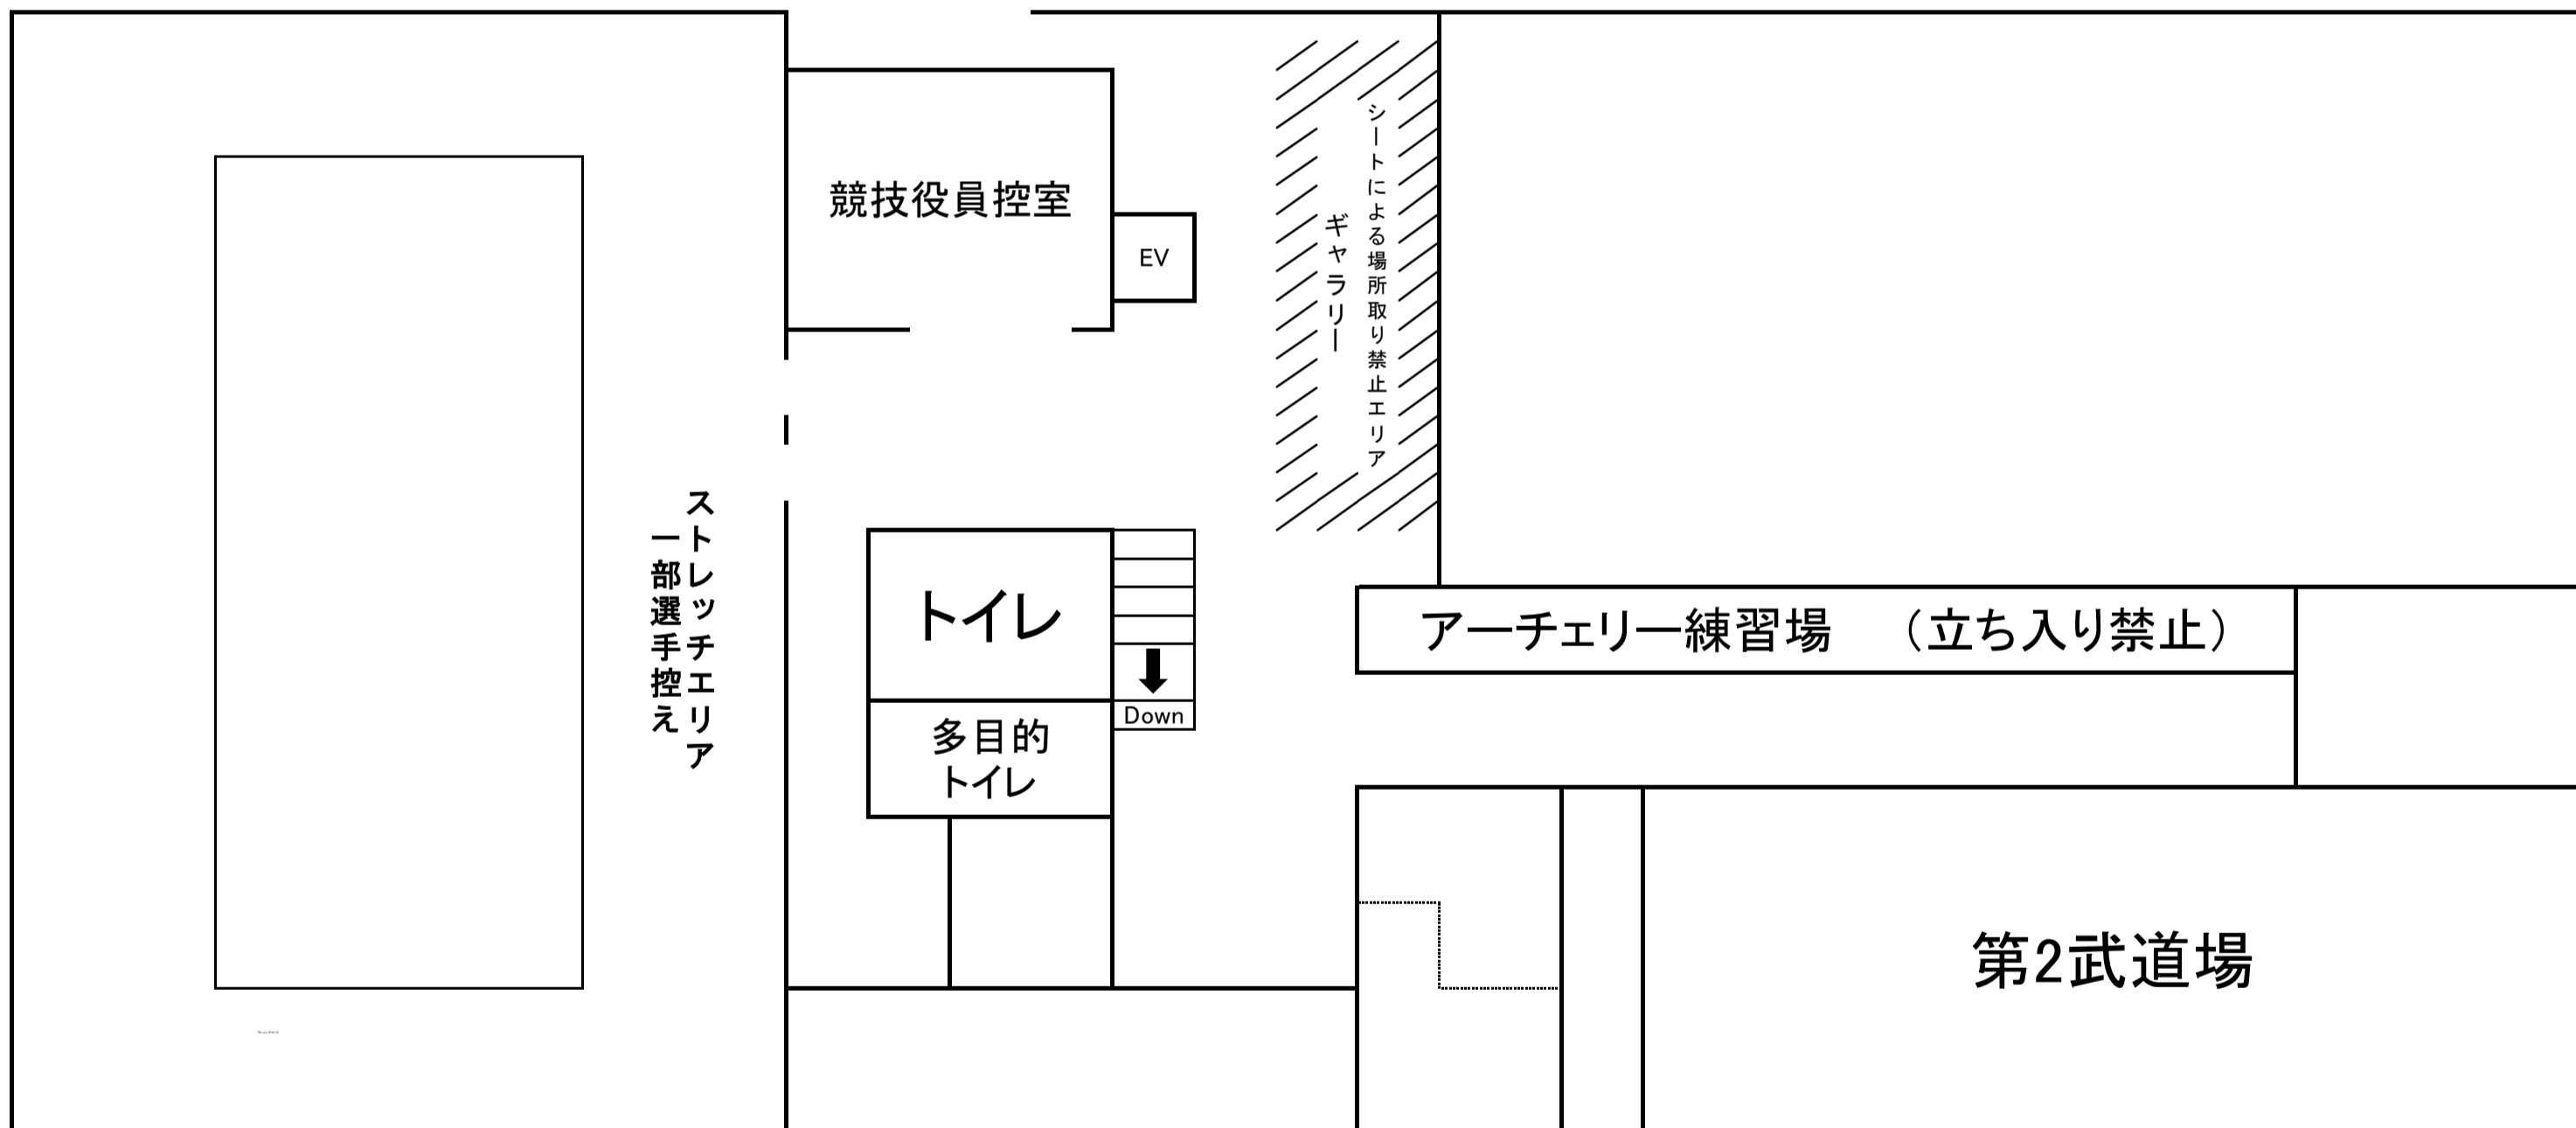 競技役員控室
EV
シートによる場所取り禁止エリア
ギャラリー
ストレッチエリア
一部選手控え
トイレ
Down
多目的
トイレ
アーチェリー練習場　（立ち入り禁止）
第2武道場